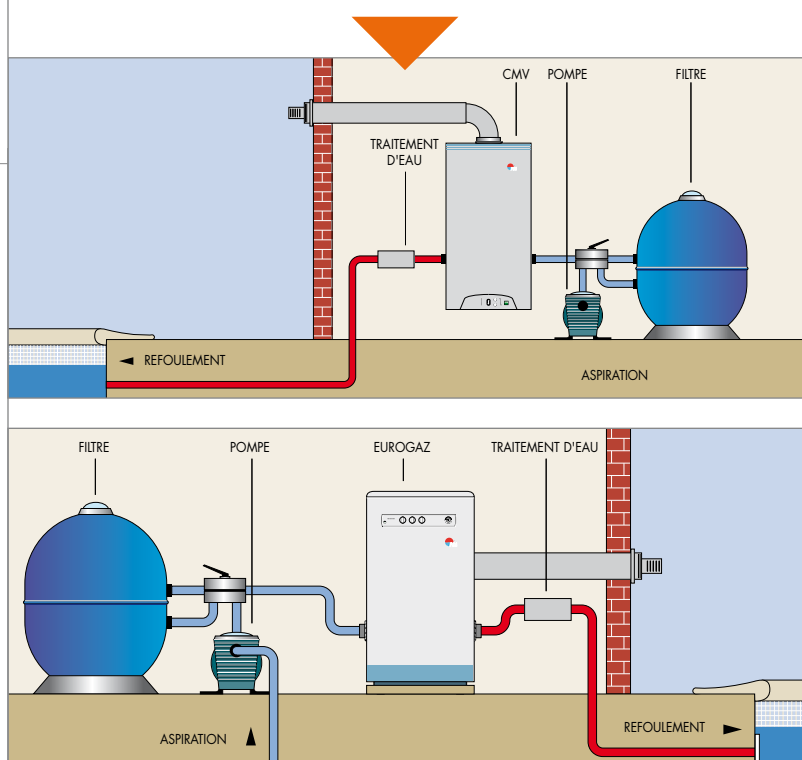 CMV
POMPE
FILTRE
TRAITEMENT
D'EAU
REFOULEMENT
ASPIRATION
FILTRE
POMPE
EUROGAZ
TRAITEMENT D'EAU
ASPIRATION
REFOULEMENT